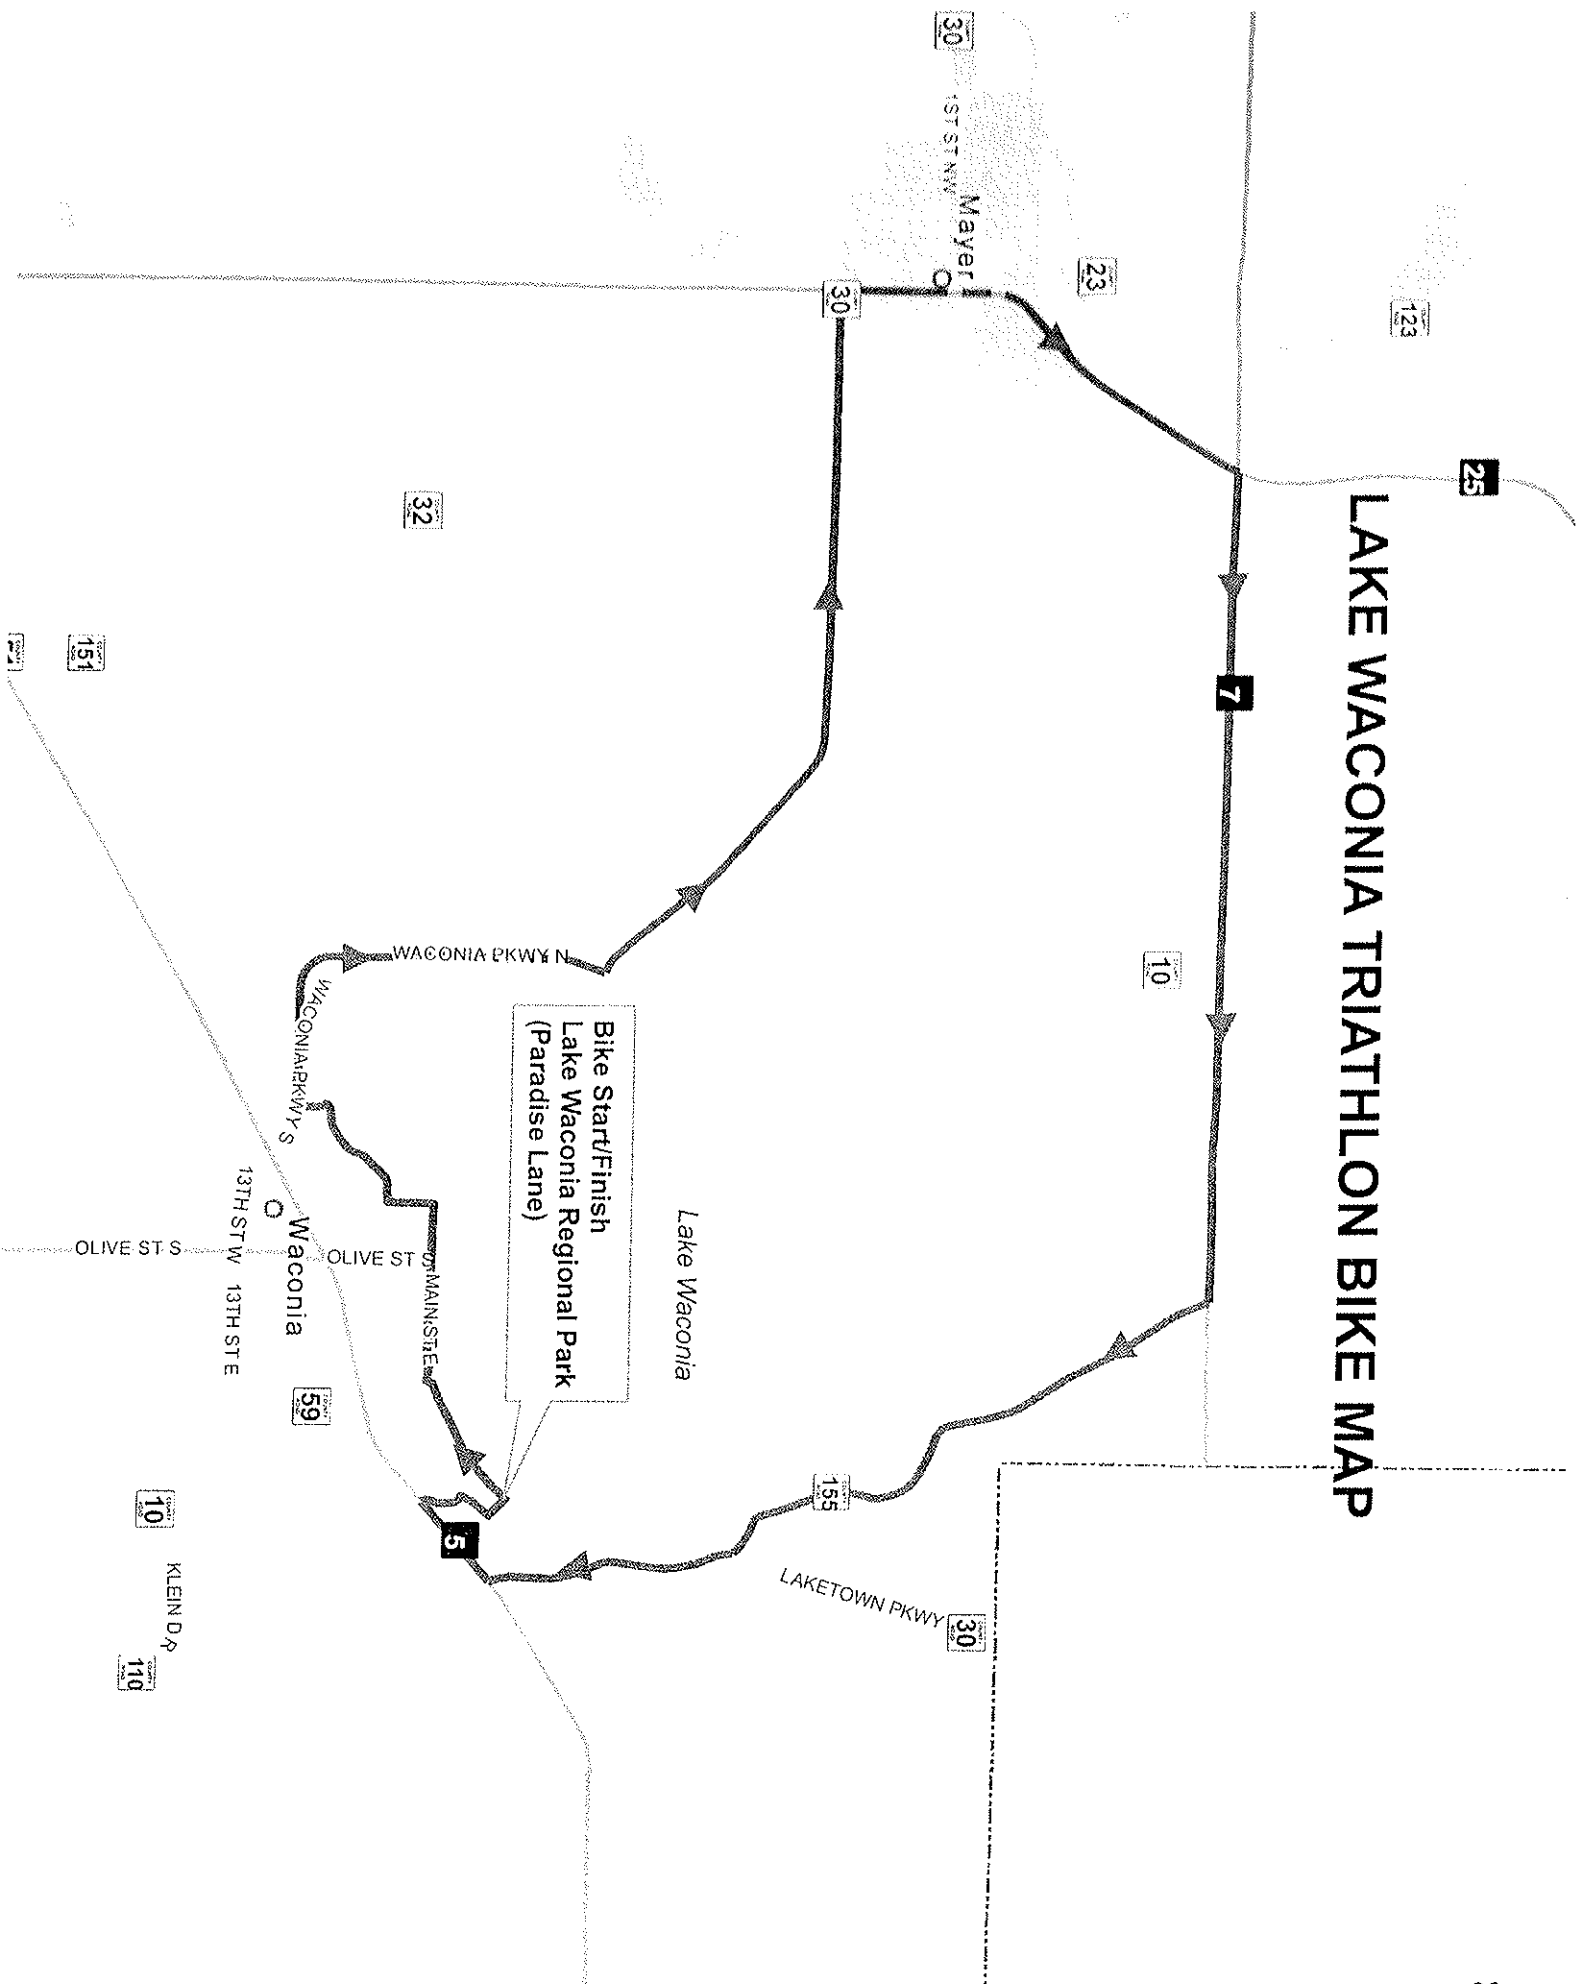 LAKE WACONIA TRIATHLON BIKE MAP
25
123
23
7
10
30
1ST ST NW
Mayer
30
155
LAKETOWN PKWY
30
Lake Waconia
Bike Start/Finish
Lake Waconia Regional Park
(Paradise Lane)
WACONIA PKWY N
32
WACONIA PKWY S
OLIVE ST S
MAIN ST E
5
Waconia
59
OLIVE ST S
13TH ST W
13TH ST E
151
10
KLEIN DR
110